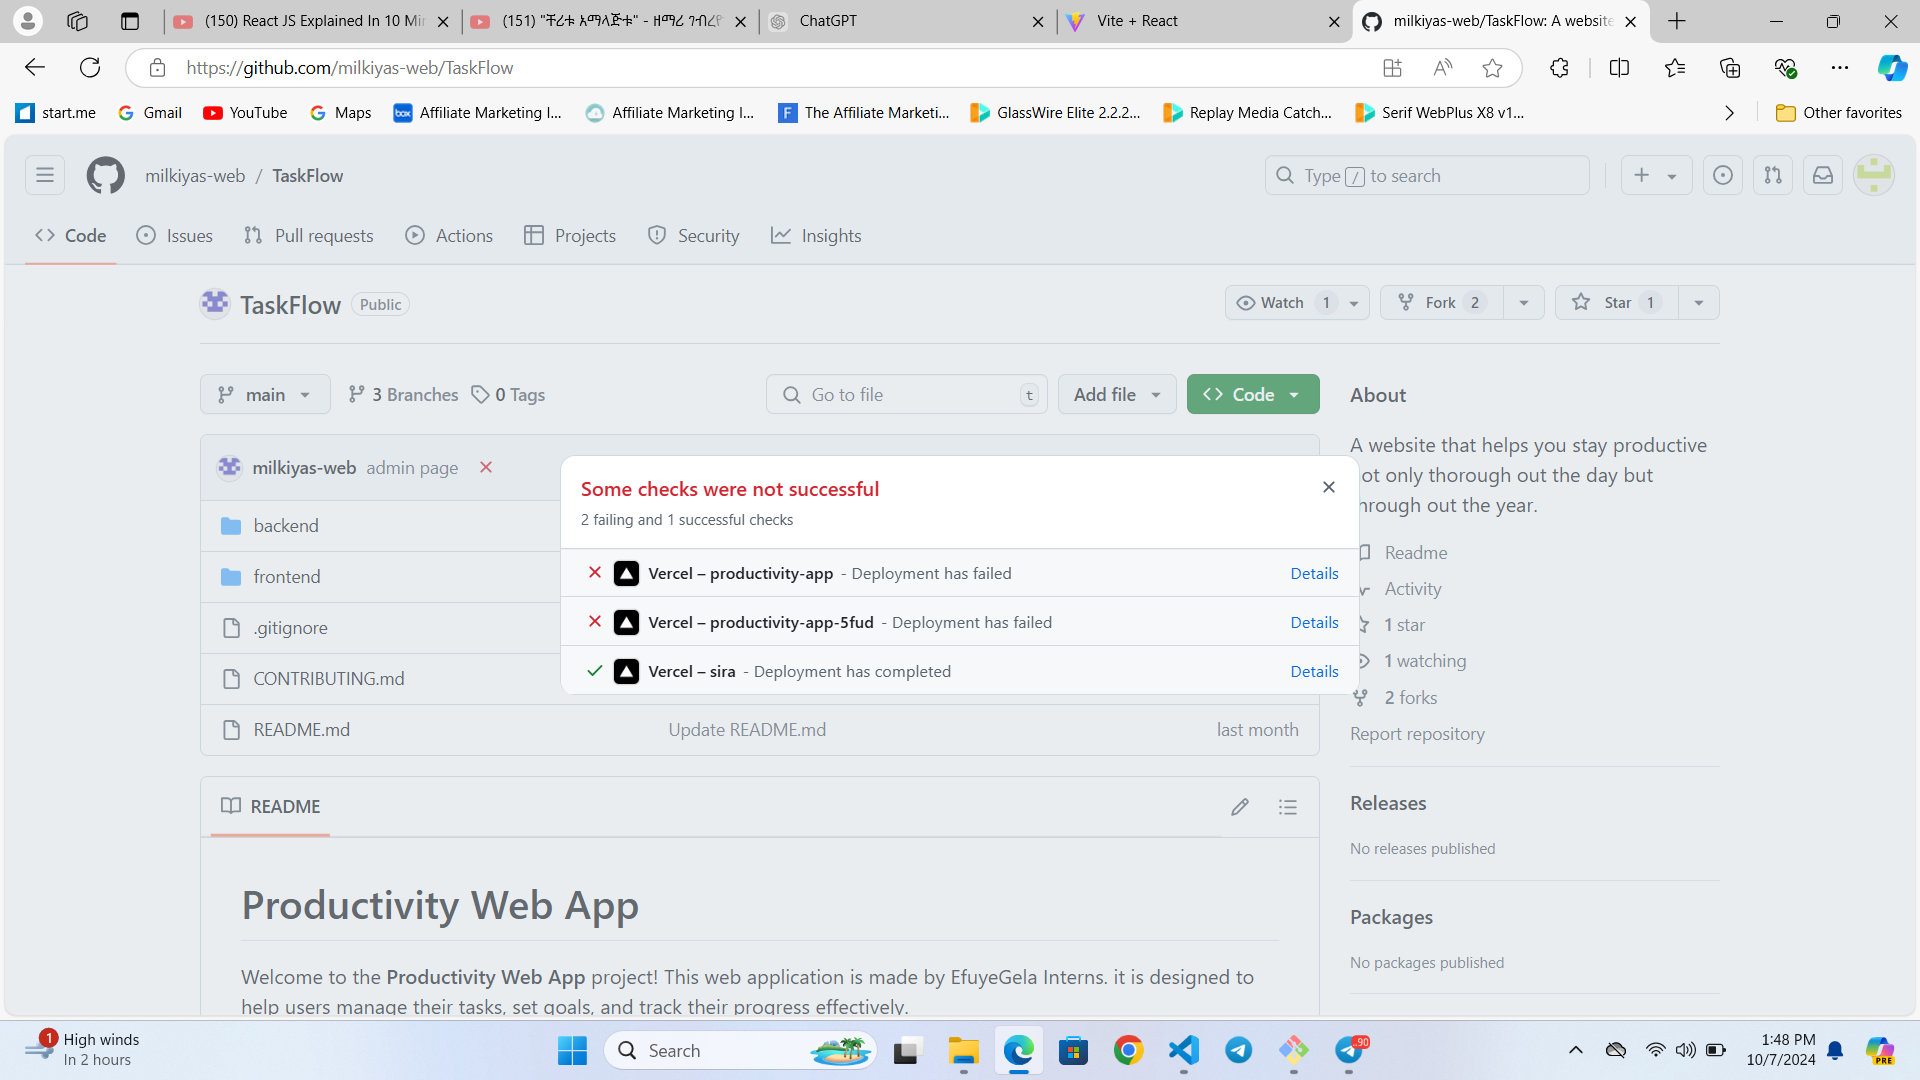 (150) React JS Explained In 10 Min
(151) "ቸሪቱ አማላጅቱ" - ዘማሪ
ChatGPT
Vite + React
milkiyas-web/TaskFlow: A website
https://github.com/milkiyas-web/TaskFlow
start.me
Gmail
YouTube
Maps
Affiliate Marketing I...
Affiliate Marketing I...
The Affiliate Marketi...
GlassWire Elite 2.2.2...
Replay Media Catch...
Serif WebPlus X8 v1...
Other favorites
milkiyas-web / TaskFlow
Type / to search
Code
Issues
Pull requests
Actions
Projects
Security
Insights
TaskFlow Public
Watch 1
Fork 2
Star 1
main
3 Branches
0 Tags
Go to file t
Add file
Code
About
A website that helps you stay productive
not only thorough out the day but
through out the year.
milkiyas-web admin page
Some checks were not successful
2 failing and 1 successful checks
Vercel – productivity-app - Deployment has failed Details
Vercel – productivity-app-5fud - Deployment has failed Details
Vercel – sira - Deployment has completed Details
backend
frontend
.gitignore
CONTRIBUTING.md
README.md Update README.md last month
Readme
Activity
1 star
1 watching
2 forks
Report repository
README
Releases
No releases published
Packages
No packages published
Productivity Web App
Welcome to the Productivity Web App project! This web application is made by EfuyeGela Interns. it is designed to
help users manage their tasks, set goals, and track their progress effectively.
1
High winds
In 2 hours
Search
90
1:48 PM
10/7/2024
PRE